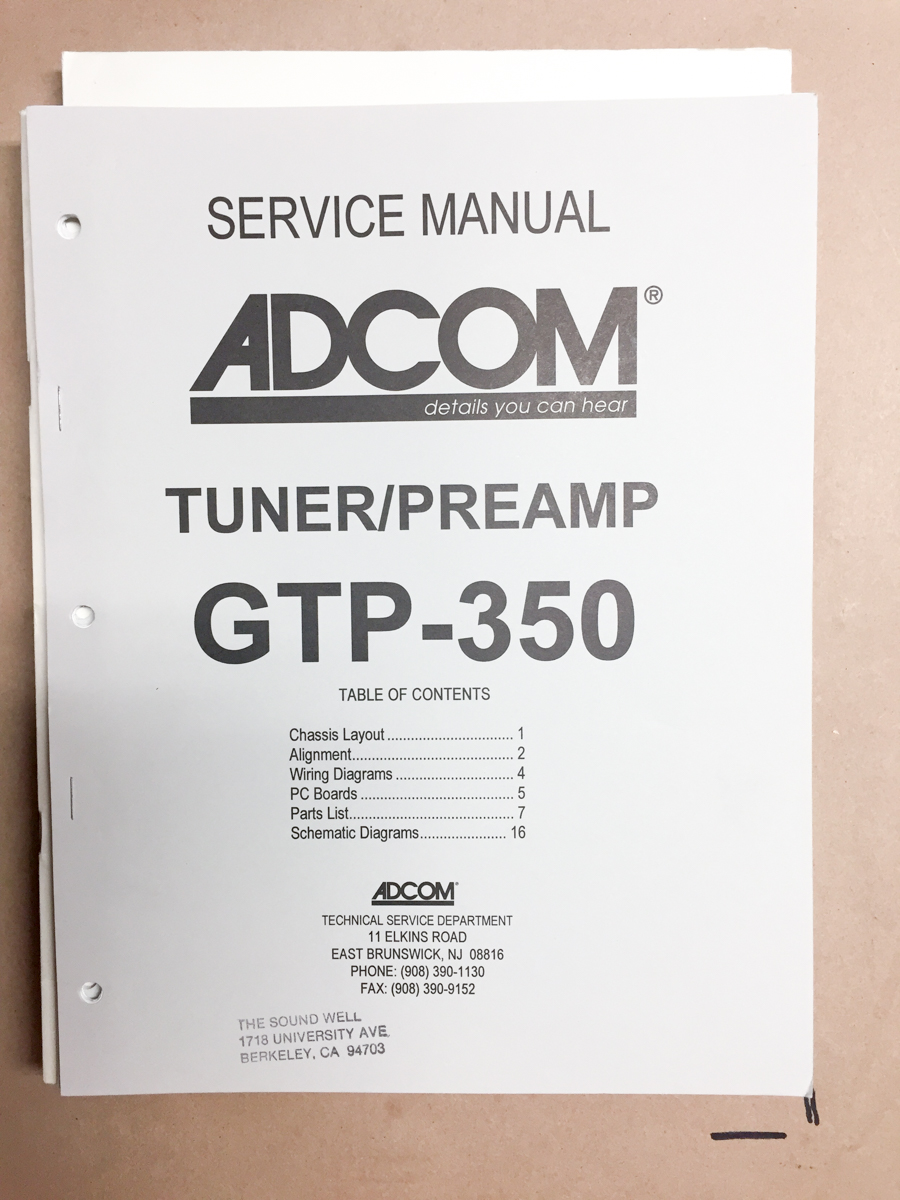 SERVICE MANUAL
ADCOM®
details you can hear
TUNER/PREAMP
GTP-350
TABLE OF CONTENTS
Chassis Layout ................................ 1
Alignment........................................ 2
Wiring Diagrams ............................. 4
PC Boards ...................................... 5
Parts List......................................... 7
Schematic Diagrams...................... 16
ADCOM®
TECHNICAL SERVICE DEPARTMENT
11 ELKINS ROAD
EAST BRUNSWICK, NJ 08816
PHONE: (908) 390-1130
FAX: (908) 390-9152
THE SOUND WELL
1718 UNIVERSITY AVE.
BERKELEY, CA 94703